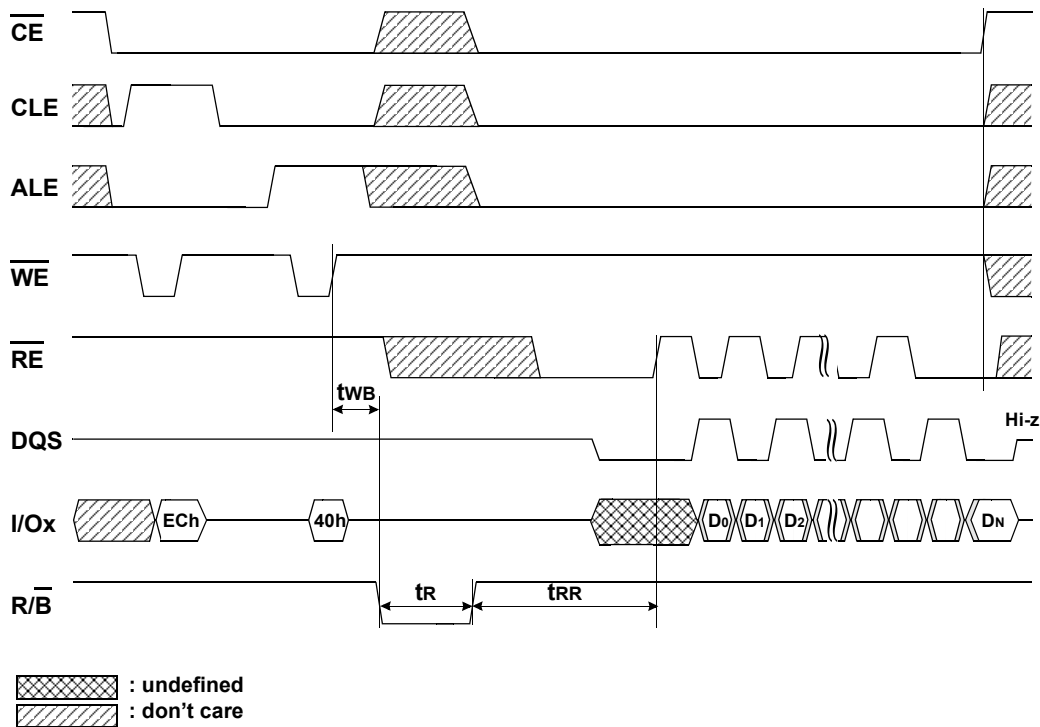 CE
CLE
ALE
WE
RE
tWB
DQS
Hi-z
I/Ox ECh 40h D0 D1 D2 DN
R/B tR tRR
: undefined
: don't care